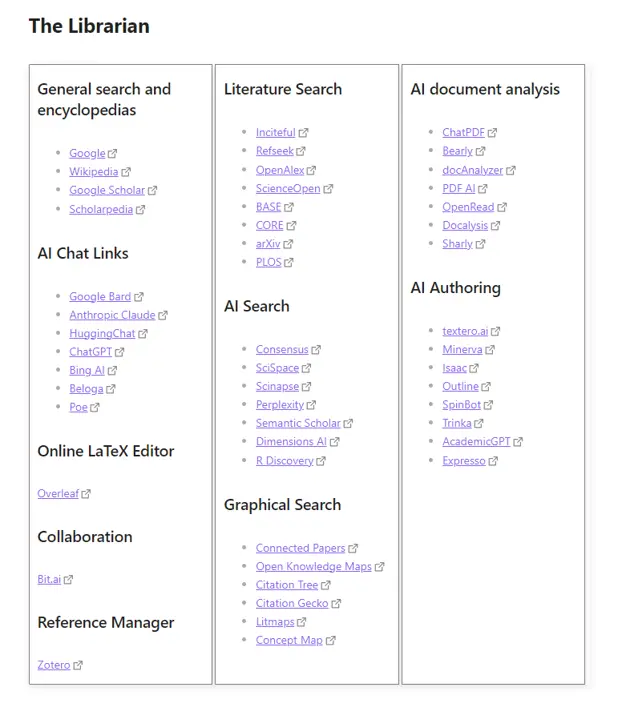 The Librarian
General search and
encyclopedias
Google
Wikipedia
Google Scholar
Scholarpedia
AI Chat Links
Google Bard
Anthropic Claude
HuggingChat
ChatGPT
Bing AI
Beloga
Poe
Online LaTeX Editor
Overleaf
Collaboration
Bit.ai
Reference Manager
Zotero
Literature Search
Inciteful
Refseek
OpenAlex
ScienceOpen
BASE
CORE
arXiv
PLOS
AI Search
Consensus
SciSpace
Scinapse
Perplexity
Semantic Scholar
Dimensions AI
R Discovery
Graphical Search
Connected Papers
Open Knowledge Maps
Citation Tree
Citation Gecko
Litmaps
Concept Map
AI document analysis
ChatPDF
Bearly
docAnalyzer
PDF AI
OpenRead
Docalysis
Sharly
AI Authoring
textero.ai
Minerva
Isaac
Outline
SpinBot
Trinka
AcademicGPT
Expresso